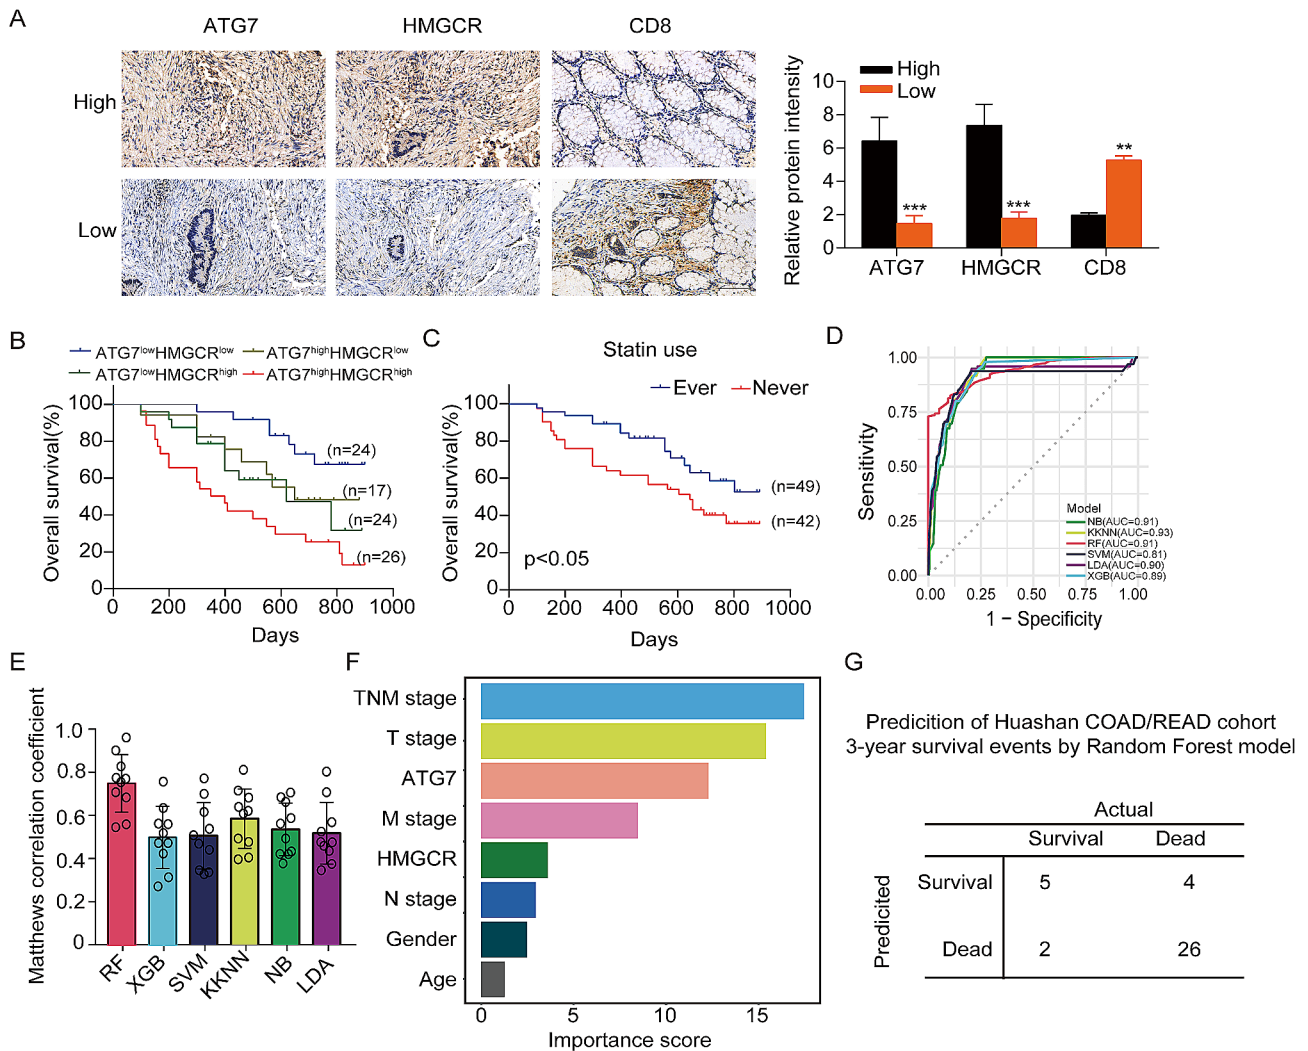 A
ATG7
HMGCR
CD8
High
Low
Relative protein intensity
10
8
6
4
2
0
High
Low
***
***
**
ATG7
HMGCR
CD8
B
ATG7lowHMGCRlow
ATG7highHMGCRlow
ATG7lowHMGCRhigh
ATG7highHMGCRhigh
Overall survival(%)
100
80
60
40
20
0
(n=24)
(n=17)
(n=24)
(n=26)
0 200 400 600 800 1000
Days
C
Statin use
Ever
Never
Overall survival(%)
100
80
60
40
20
0
(n=49)
(n=42)
p<0.05
0 200 400 600 800 1000
Days
D
Sensitivity
1.00
0.75
0.50
0.25
0.00
Model
NB(AUC=0.91)
KKNN(AUC=0.93)
RF(AUC=0.91)
SVM(AUC=0.81)
LDA(AUC=0.90)
XGB(AUC=0.89)
0.00 0.25 0.50 0.75 1.00
1 − Specificity
E
Matthews correlation coefficient
1.0
0.8
0.6
0.4
0.2
0
RF
XGB
SVM
KKNN
NB
LDA
F
TNM stage
T stage
ATG7
M stage
HMGCR
N stage
Gender
Age
0 5 10 15
Importance score
G
Predicition of Huashan COAD/READ cohort
3-year survival events by Random Forest model
Actual
Survival Dead
Predicited
Survival 5 4
Dead 2 26